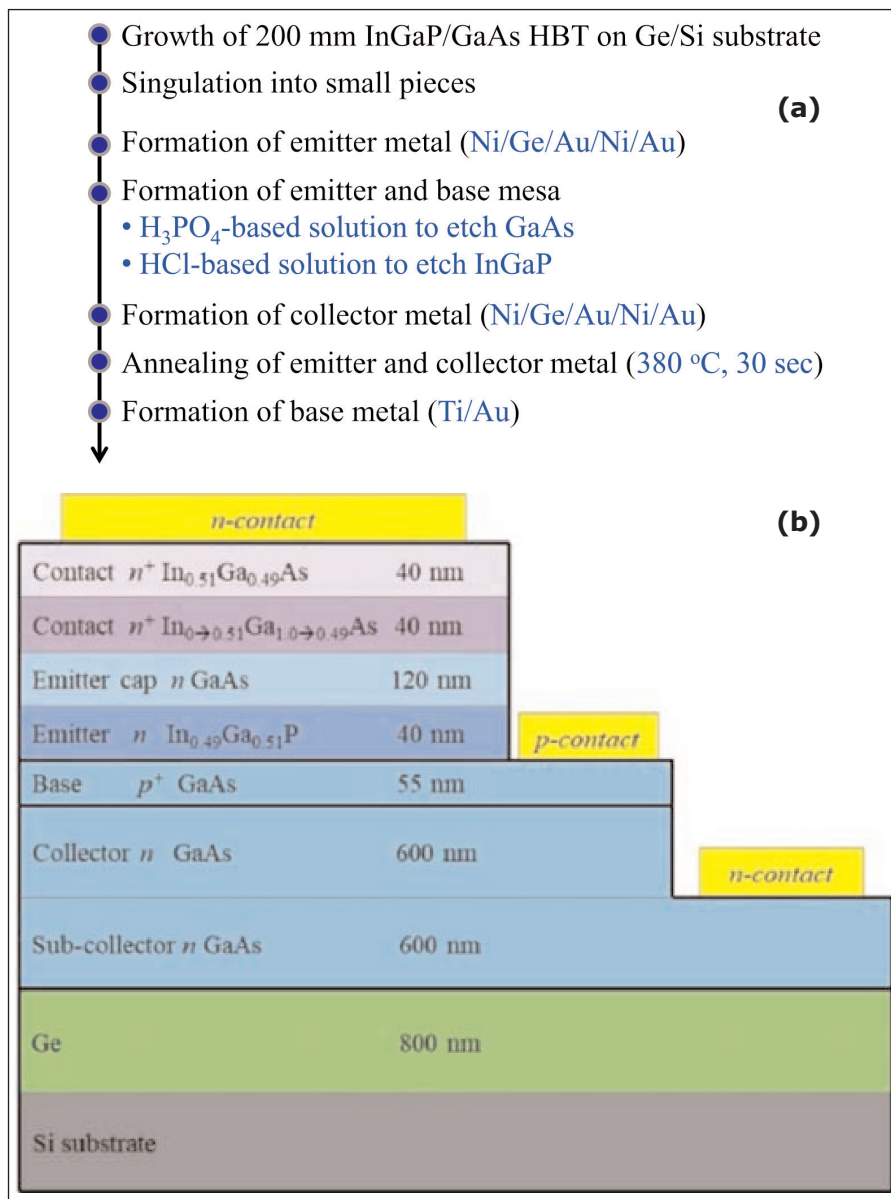 Growth of 200 mm InGaP/GaAs HBT on Ge/Si substrate
Singulation into small pieces
(a)
Formation of emitter metal (Ni/Ge/Au/Ni/Au)
Formation of emitter and base mesa
• H₃PO₄-based solution to etch GaAs
• HCl-based solution to etch InGaP
Formation of collector metal (Ni/Ge/Au/Ni/Au)
Annealing of emitter and collector metal (380 °C, 30 sec)
Formation of base metal (Ti/Au)
n-contact
(b)
Contact n⁺ In₀.₅₁Ga₀.₄₉As 40 nm
Contact n⁺ In₀→₀.₅₁Ga₁.₀→₀.₄₉As 40 nm
Emitter cap n GaAs 120 nm
Emitter n In₀.₄₉Ga₀.₅₁P 40 nm
p-contact
Base p⁺ GaAs 55 nm
Collector n GaAs 600 nm
n-contact
Sub-collector n GaAs 600 nm
Ge 800 nm
Si substrate